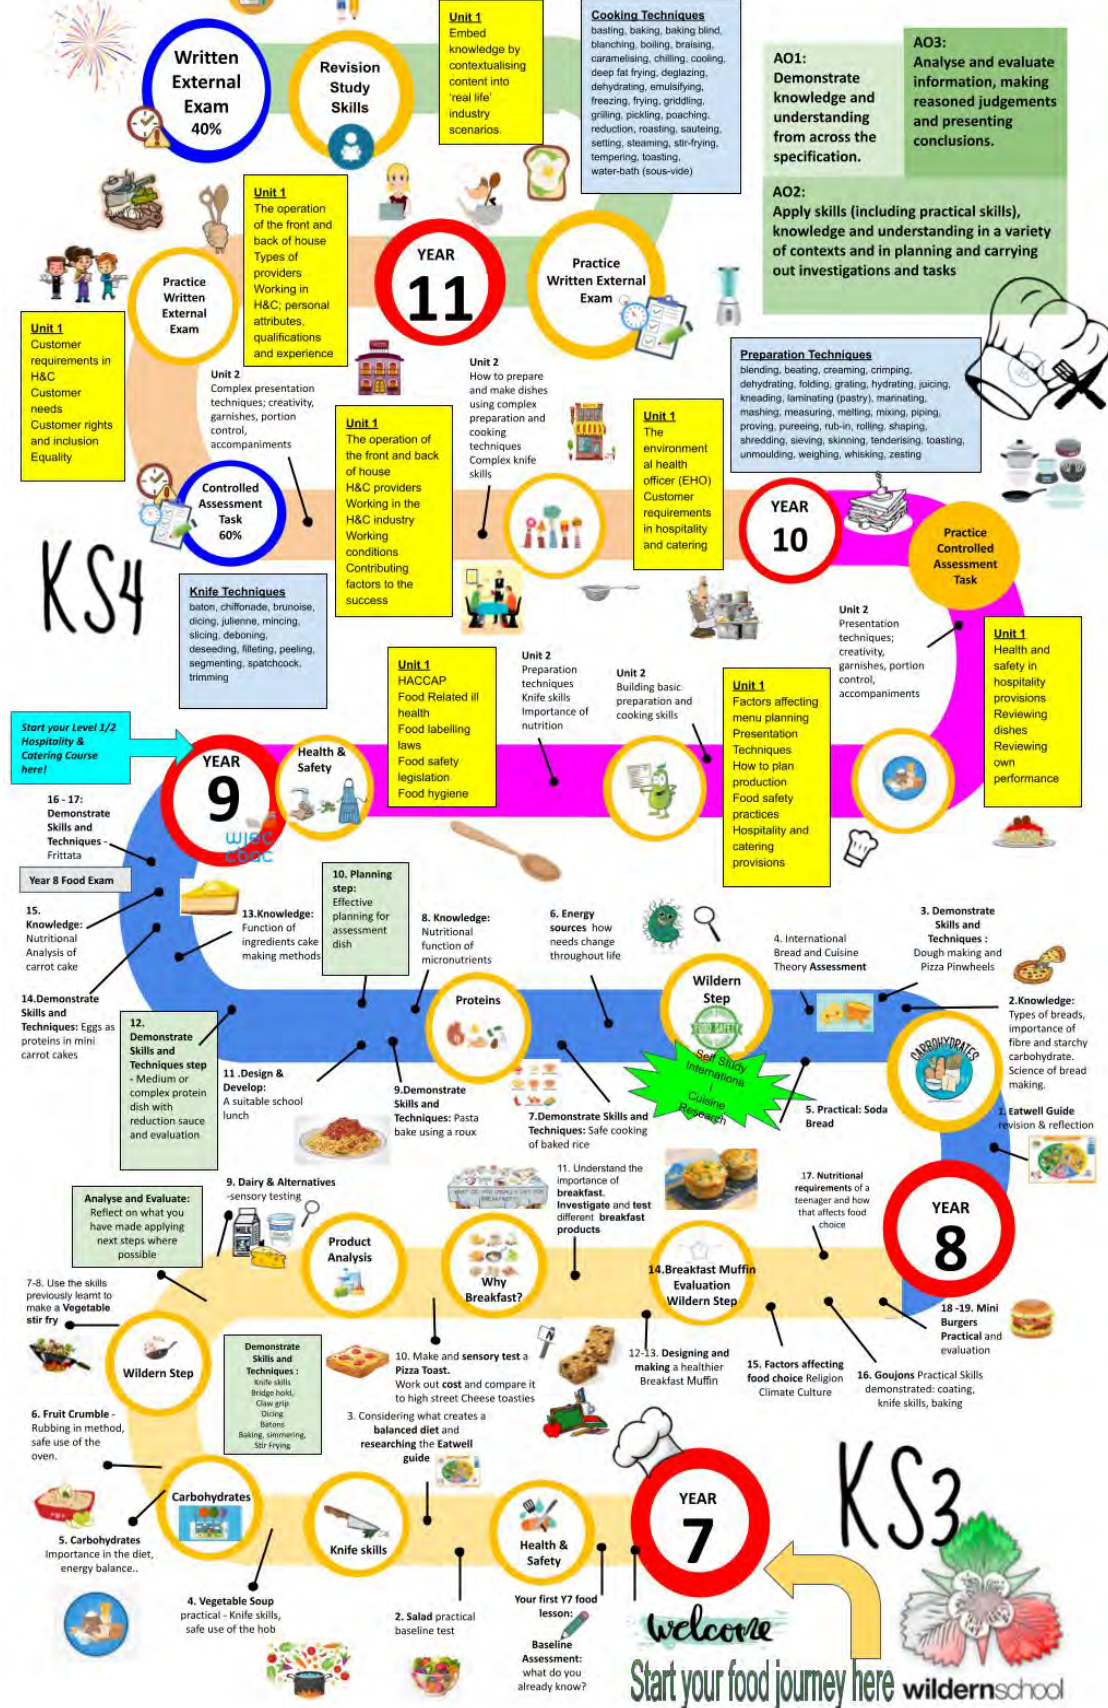 Written
External
Exam
40%
Revision
Study
Skills
Unit 1
Embed
knowledge by
contextualising
content into
'real life'
industry
scenarios.
Cooking Techniques
basting, baking, baking blind,
blanching, boiling, braising,
caramelising, chilling, cooling,
deep fat frying, deglazing,
dehydrating, emulsifying,
freezing, frying, griddling,
grilling, pickling, poaching,
reduction, roasting, sauteing,
setting, steaming, stir-frying,
tempering, toasting,
water-bath (sous-vide)
AO1:
Demonstrate
knowledge and
understanding
from across the
specification.
AO3:
Analyse and evaluate
information, making
reasoned judgements
and presenting
conclusions.
AO2:
Apply skills (including practical skills),
knowledge and understanding in a variety
of contexts and in planning and carrying
out investigations and tasks
Unit 1
The operation
of the front and
back of house
Types of
providers
Working in
H&C; personal
attributes,
qualifications
and experience
YEAR
11
Practice
Written External
Exam
Practice
Written
External
Exam
Unit 1
Customer
requirements in
H&C
Customer
needs
Customer rights
and inclusion
Equality
Unit 2
Complex presentation
techniques; creativity,
garnishes, portion
control,
accompaniments
Unit 1
The operation of
the front and back
of house
H&C providers
Working in the
H&C industry
Working
conditions
Contributing
factors to the
success
Unit 2
How to prepare
and make dishes
using complex
preparation and
cooking
techniques
Complex knife
skills
Unit 1
The
environment
al health
officer (EHO)
Customer
requirements
in hospitality
and catering
Preparation Techniques
blending, beating, creaming, crimping,
dehydrating, folding, grating, hydrating, juicing,
kneading, laminating (pastry), marinating,
mashing, measuring, melting, mixing, piping,
proving, pureeing, rub-in, rolling, shaping,
shredding, sieving, skinning, tenderising, toasting,
unmoulding, weighing, whisking, zesting
Controlled
Assessment
Task
60%
YEAR
10
Practice
Controlled
Assessment
Task
KS4
Knife Techniques
baton, chiffonade, brunoise,
dicing, julienne, mincing,
slicing, deboning,
deseeding, filleting, peeling,
segmenting, spatchcock,
trimming
Unit 2
Presentation
techniques;
creativity,
garnishes, portion
control,
accompaniments
Unit 1
Health and
safety in
hospitality
provisions
Reviewing
dishes
Reviewing
own
performance
Unit 1
HACCAP
Food Related ill
health
Food labelling
laws
Food safety
legislation
Food hygiene
Unit 2
Preparation
techniques
Knife skills
Importance of
nutrition
Unit 2
Building basic
preparation and
cooking skills
Unit 1
Factors affecting
menu planning
Presentation
Techniques
How to plan
production
Food safety
practices
Hospitality and
catering
provisions
Start your Level 1/2
Hospitality &
Catering Course
here!
YEAR
9
wjec
cbac
Health &
Safety
16 - 17:
Demonstrate
Skills and
Techniques -
Frittata
Year 8 Food Exam
15.
Knowledge:
Nutritional
Analysis of
carrot cake
14.Demonstrate
Skills and
Techniques: Eggs as
proteins in mini
carrot cakes
13.Knowledge:
Function of
ingredients cake
making methods
12.
Demonstrate
Skills and
Techniques step
- Medium or
complex protein
dish with
reduction sauce
and evaluation
10. Planning
step:
Effective
planning for
assessment
dish
11 .Design &
Develop:
A suitable school
lunch
8. Knowledge:
Nutritional
function of
micronutrients
9.Demonstrate
Skills and
Techniques: Pasta
bake using a roux
Proteins
6. Energy
sources how
needs change
throughout life
7.Demonstrate Skills and
Techniques: Safe cooking
of baked rice
Wildern
Step
FOOD SAFETY
Self Study
Internationa
l
Cuisine
Research
4. International
Bread and Cuisine
Theory Assessment
5. Practical: Soda
Bread
3. Demonstrate
Skills and
Techniques :
Dough making and
Pizza Pinwheels
2.Knowledge:
Types of breads,
importance of
fibre and starchy
carbohydrate.
Science of bread
making.
CARBOHYDRATES
1. Eatwell Guide
revision & reflection
YEAR
8
18 -19. Mini
Burgers
Practical and
evaluation
17. Nutritional
requirements of a
teenager and how
that affects food
choice
16. Goujons Practical Skills
demonstrated: coating,
knife skills, baking
15. Factors affecting
food choice Religion
Climate Culture
14.Breakfast Muffin
Evaluation
Wildern Step
12-13. Designing and
making a healthier
Breakfast Muffin
11. Understand the
importance of
breakfast.
Investigate and test
different breakfast
products
Why
Breakfast?
10. Make and sensory test a
Pizza Toast.
Work out cost and compare it
to high street Cheese toasties
Product
Analysis
9. Dairy & Alternatives
-sensory testing
MILK
Analyse and Evaluate:
Reflect on what you
have made applying
next steps where
possible
7-8. Use the skills
previously learnt to
make a Vegetable
stir fry
Wildern Step
Demonstrate
Skills and
Techniques :
Knife skills
Bridge hold,
Claw grip
Dicing
Batons
Baking, simmering,
Stir Frying
6. Fruit Crumble -
Rubbing in method,
safe use of the
oven.
5. Carbohydrates
Importance in the diet,
energy balance..
Carbohydrates
4. Vegetable Soup
practical - Knife skills,
safe use of the hob
Knife skills
3. Considering what creates a
balanced diet and
researching the Eatwell
guide
2. Salad practical
baseline test
Health &
Safety
Your first Y7 food
lesson:
Baseline
Assessment:
what do you
already know?
YEAR
7
KS3
welcome
Start your food journey here
wildernschool